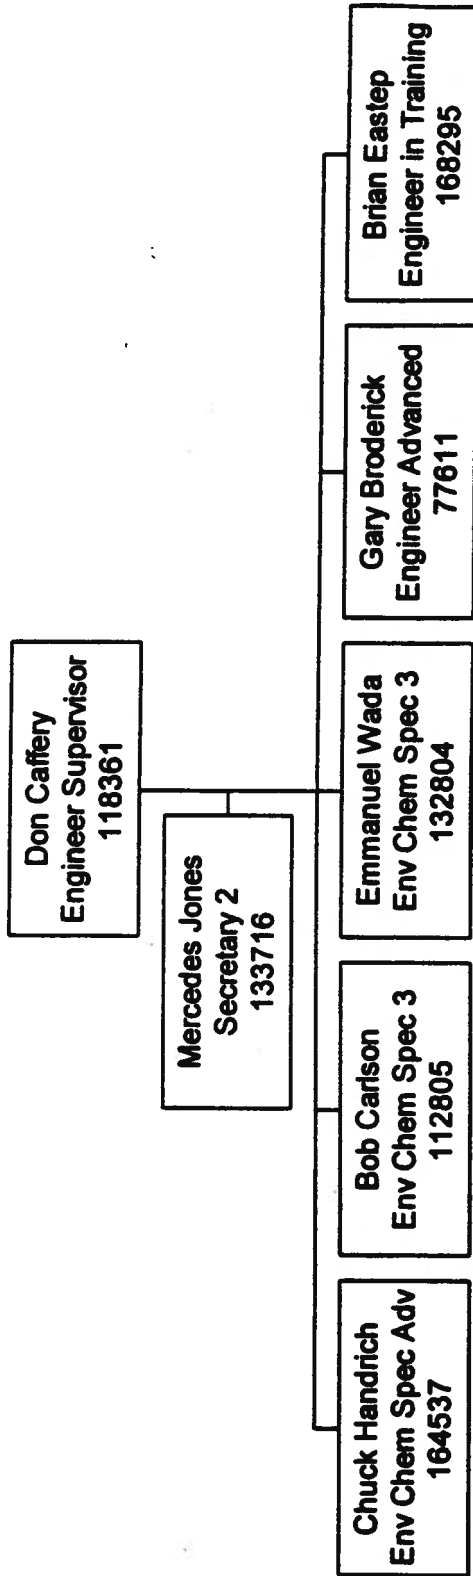 Don Caffery
Engineer Supervisor
118361
Mercedes Jones
Secretary 2
133716
Chuck Handrich
Env Chem Spec Adv
164537
Bob Carlson
Env Chem Spec 3
112805
Emmanuel Wada
Env Chem Spec 3
132804
Gary Broderick
Engineer Advanced
77611
Brian Eastep
Engineer in Training
168295